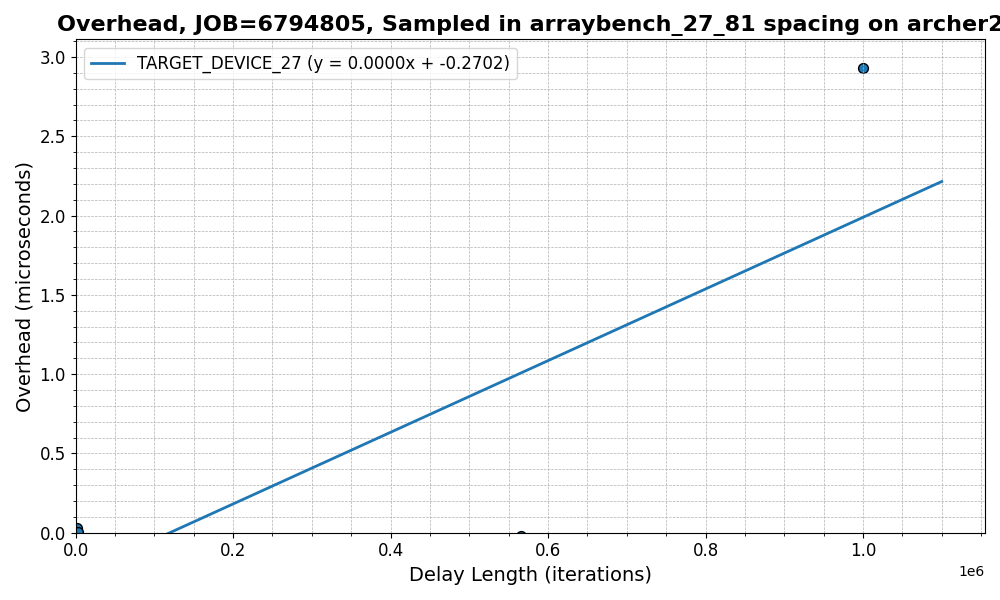 Overhead, JOB=6794805, Sampled in arraybench_27_81 spacing on archer2
TARGET_DEVICE_27 (y = 0.0000x + -0.2702)
Overhead (microseconds)
3.0
2.5
2.0
1.5
1.0
0.5
0.0
0.0 0.2 0.4 0.6 0.8 1.0
1e6
Delay Length (iterations)